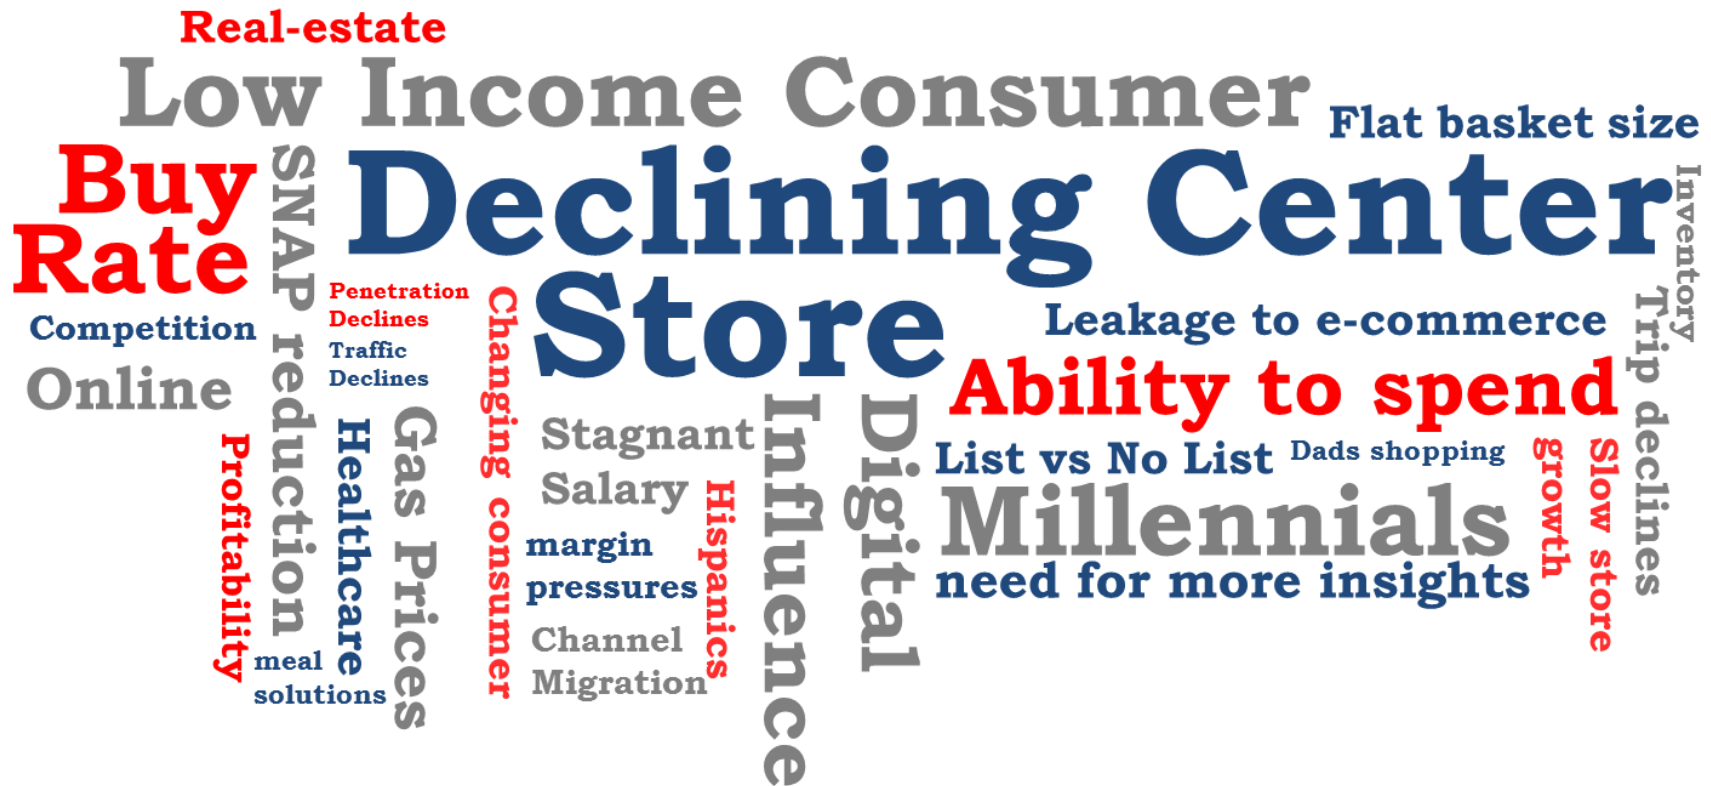 Real-estate
Low Income Consumer
Flat basket size
Buy
Rate
SNAP reduction
Declining Center
Store
Inventory
Penetration
Declines
Competition
Traffic
Declines
Online
Changing consumer
Leakage to e-commerce
Trip declines
Ability to spend
Profitability
Healthcare
Gas Prices
Stagnant
Salary
Influence
Digital
List vs No List
Dads shopping
Slow store
growth
Hispanics
Millennials
margin
pressures
need for more insights
Channel
Migration
meal
solutions